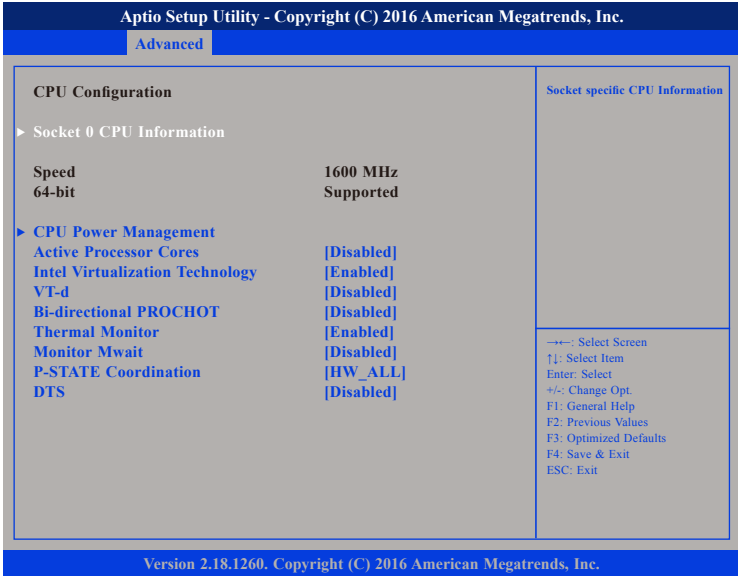 Aptio Setup Utility - Copyright (C) 2016 American Megatrends, Inc.
Advanced
CPU Configuration
Socket 0 CPU Information
Speed 1600 MHz
64-bit Supported
CPU Power Management
Active Processor Cores [Disabled]
Intel Virtualization Technology [Enabled]
VT-d [Disabled]
Bi-directional PROCHOT [Disabled]
Thermal Monitor [Enabled]
Monitor Mwait [Disabled]
P-STATE Coordination [HW_ALL]
DTS [Disabled]
Socket specific CPU Information
→←: Select Screen
↑↓: Select Item
Enter: Select
+/-: Change Opt.
F1: General Help
F2: Previous Values
F3: Optimized Defaults
F4: Save & Exit
ESC: Exit
Version 2.18.1260. Copyright (C) 2016 American Megatrends, Inc.